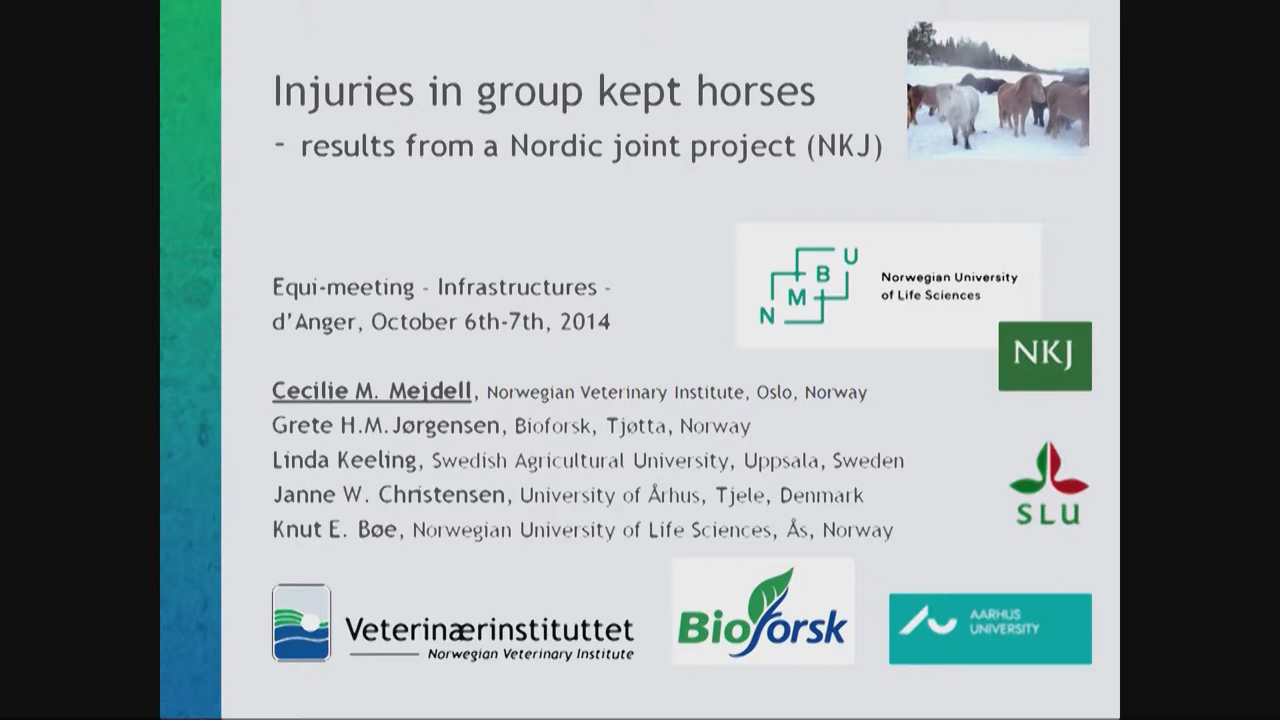 Injuries in group kept horses
- results from a Nordic joint project (NKJ)
Equi-meeting - Infrastructures -
d'Anger, October 6th-7th, 2014
N M B U
Norwegian University
of Life Sciences
NKJ
Cecilie M. Mejdell, Norwegian Veterinary Institute, Oslo, Norway
Grete H.M. Jørgensen, Bioforsk, Tjøtta, Norway
Linda Keeling, Swedish Agricultural University, Uppsala, Sweden
Janne W. Christensen, University of Århus, Tjele, Denmark
Knut E. Bøe, Norwegian University of Life Sciences, Ås, Norway
SLU
Veterinærinstituttet
Norwegian Veterinary Institute
Bioforsk
AARHUS
UNIVERSITY